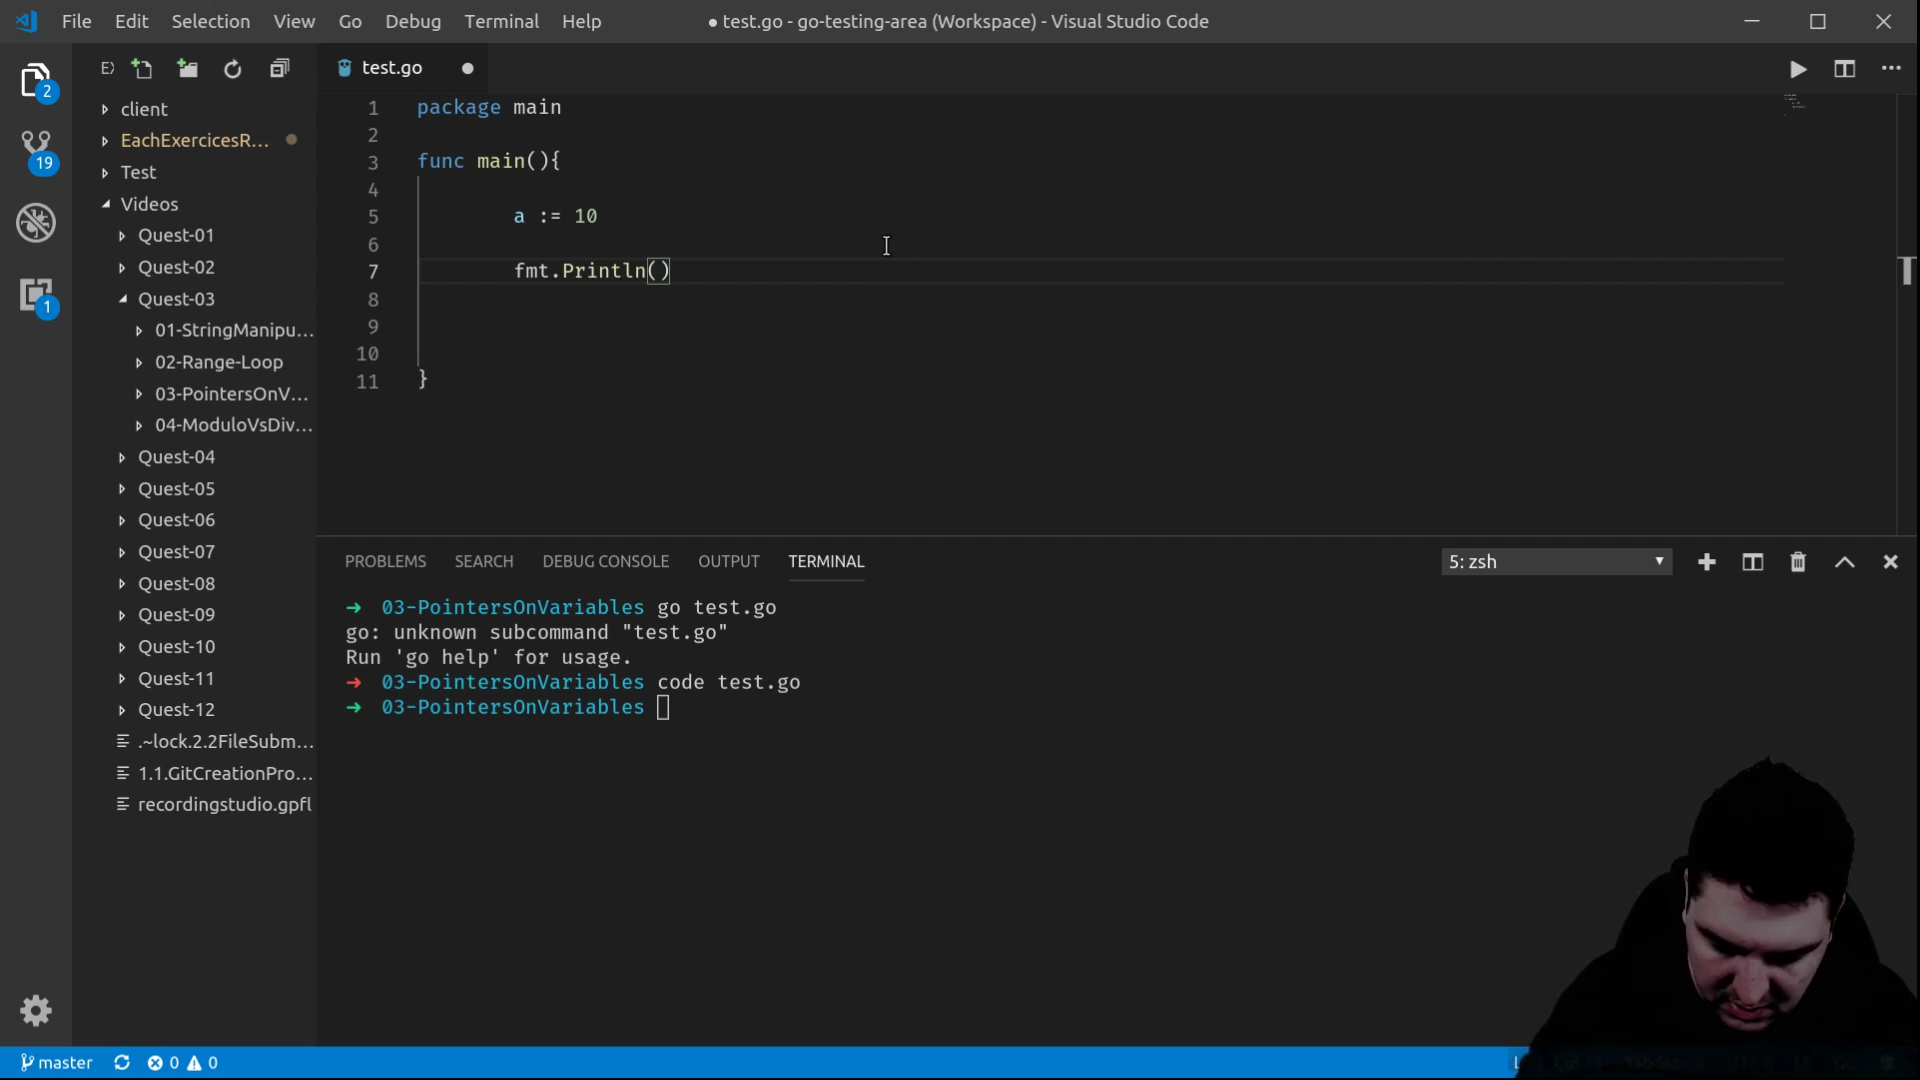 File Edit Selection View Go Debug Terminal Help
● test.go - go-testing-area (Workspace) - Visual Studio Code
2
19
1
client
EachExercicesR...
Test
Videos
Quest-01
Quest-02
Quest-03
01-StringManipu...
02-Range-Loop
03-PointersOnV...
04-ModuloVsDiv...
Quest-04
Quest-05
Quest-06
Quest-07
Quest-08
Quest-09
Quest-10
Quest-11
Quest-12
.~lock.2.2FileSubm...
1.1.GitCreationPro...
recordingstudio.gpfl
test.go ●
1 package main
2
3 func main(){
4
5 a := 10
6
7 fmt.Println()
8
9
10
11 }
PROBLEMS SEARCH DEBUG CONSOLE OUTPUT TERMINAL
5: zsh
➜ 03-PointersOnVariables go test.go
go: unknown subcommand "test.go"
Run 'go help' for usage.
➜ 03-PointersOnVariables code test.go
➜ 03-PointersOnVariables
master 0 0